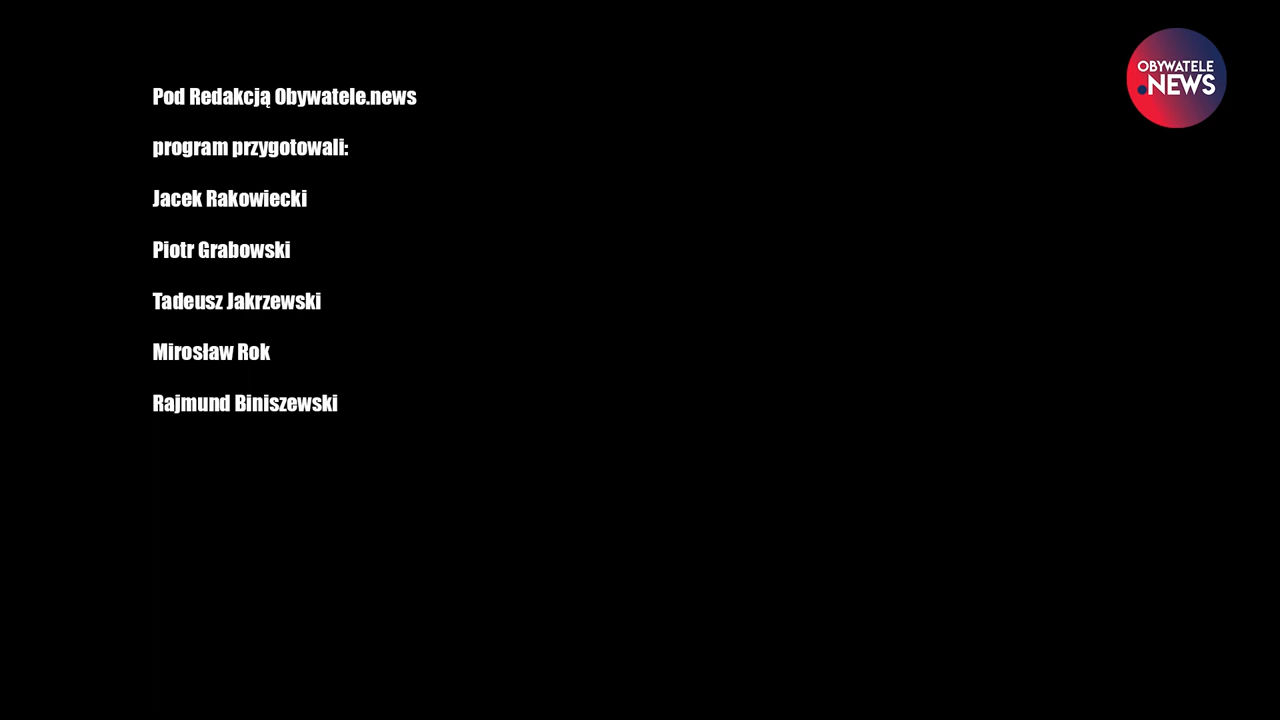 Pod Redakcją Obywatele.news
program przygotowali:
Jacek Rakowiecki
Piotr Grabowski
Tadeusz Jakrzewski
Mirosław Rok
Rajmund Biniszewski
OBYWATELE
.NEWS